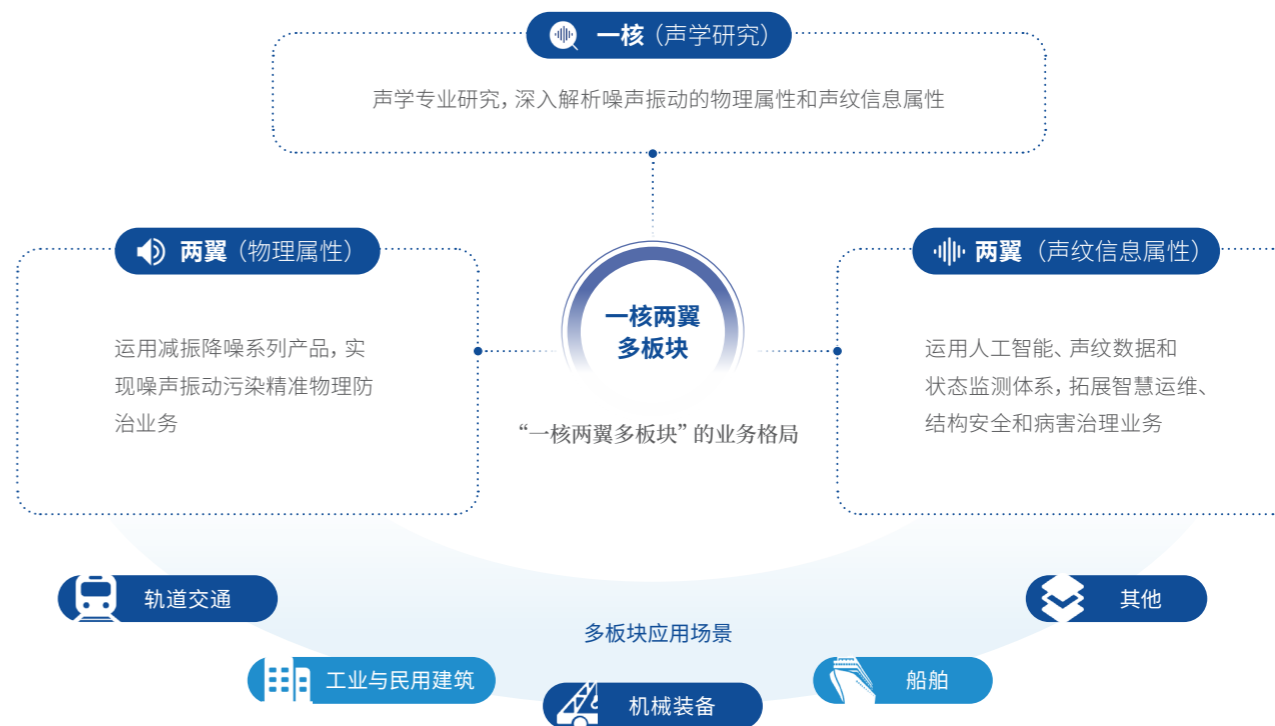 一核（声学研究）
声学专业研究，深入解析噪声振动的物理属性和声纹信息属性
两翼（物理属性）
运用减振降噪系列产品，实
现噪声振动污染精准物理防
治业务
一核两翼
多板块
“一核两翼多板块”的业务格局
两翼（声纹信息属性）
运用人工智能、声纹数据和
状态监测体系，拓展智慧运维、
结构安全和病害治理业务
轨道交通
其他
多板块应用场景
工业与民用建筑
船舶
机械装备